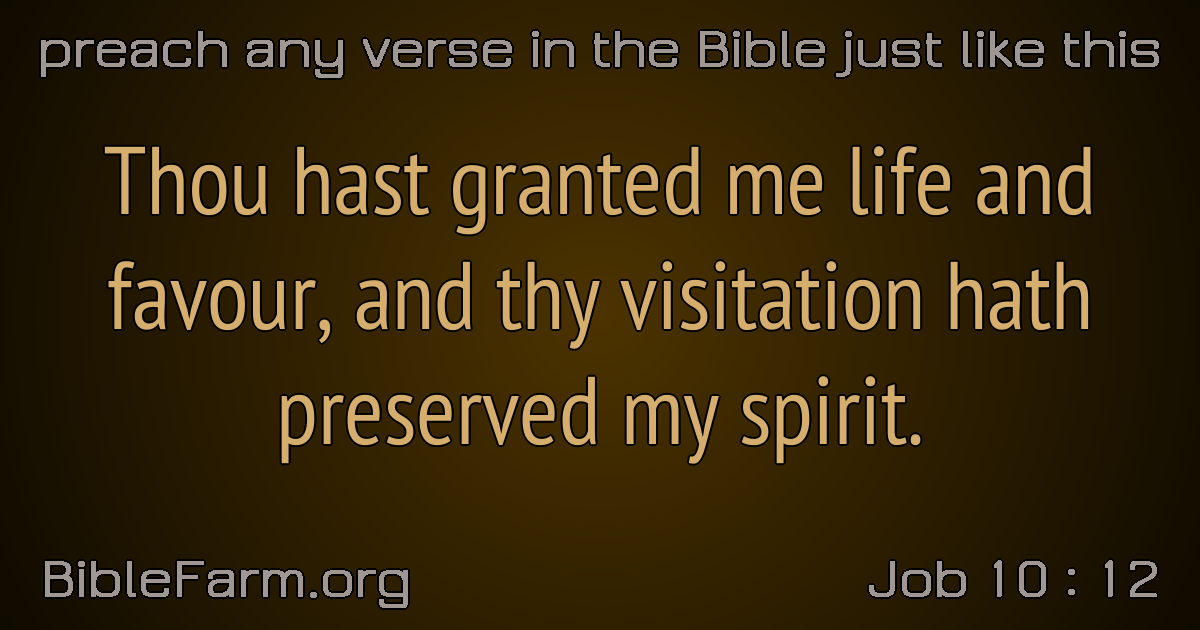 preach any verse in the Bible just like this
Thou hast granted me life and
favour, and thy visitation hath
preserved my spirit.
BibleFarm.org
Job 10 : 12